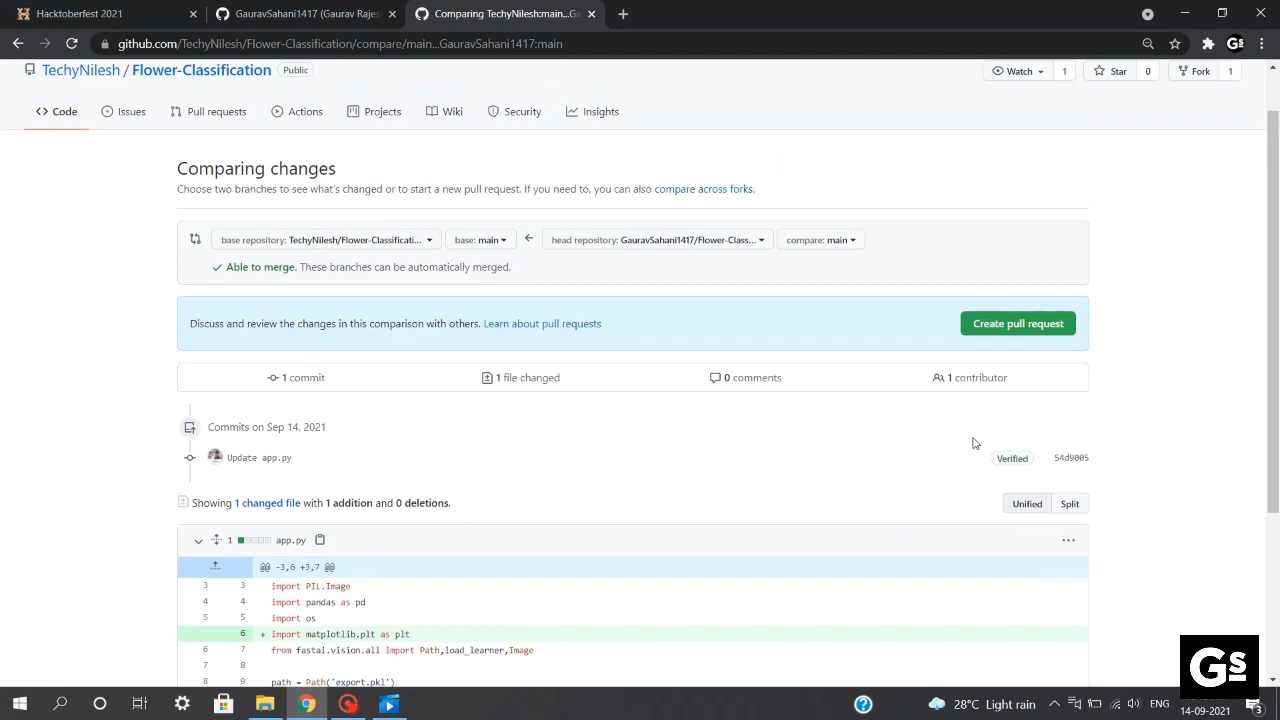 Hacktoberfest 2021
GauravSahani1417 (Gaurav Rajes
Comparing TechyNilesh:main...Ga
github.com/TechyNilesh/Flower-Classification/compare/main...GauravSahani1417:main
TechyNilesh / Flower-Classification Public
Watch 1 Star 0 Fork 1
Code Issues Pull requests Actions Projects Wiki Security Insights
Comparing changes
Choose two branches to see what's changed or to start a new pull request. If you need to, you can also compare across forks.
base repository: TechyNilesh/Flower-Classificati... base: main ← head repository: GauravSahani1417/Flower-Class... compare: main
Able to merge. These branches can be automatically merged.
Discuss and review the changes in this comparison with others. Learn about pull requests
Create pull request
1 commit 1 file changed 0 comments 1 contributor
Commits on Sep 14, 2021
Update app.py Verified 54d9005
Showing 1 changed file with 1 addition and 0 deletions. Unified Split
1 app.py
@@ -3,6 +3,7 @@
3 3 import PIL.Image
4 4 import pandas as pd
5 5 import os
6 + import matplotlib.plt as plt
6 7 from fastai.vision.all import Path,load_learner,Image
7 8
8 9 path = Path('export.pkl')
Gs
28°C Light rain ENG 19:06
14-09-2021 3